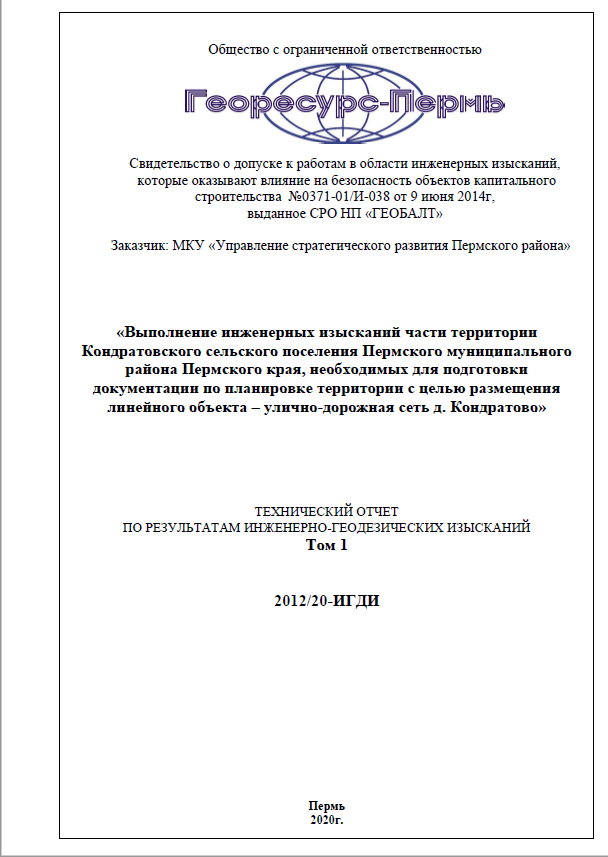 Общество с ограниченной ответственностью
Георесурс-Пермь
Свидетельство о допуске к работам в области инженерных изысканий,
которые оказывают влияние на безопасность объектов капитального
строительства №0371-01/И-038 от 9 июня 2014г,
выданное СРО НП «ГЕОБАЛТ»
Заказчик: МКУ «Управление стратегического развития Пермского района»
«Выполнение инженерных изысканий части территории
Кондратовского сельского поселения Пермского муниципального
района Пермского края, необходимых для подготовки
документации по планировке территории с целью размещения
линейного объекта – улично-дорожная сеть д. Кондратово»
ТЕХНИЧЕСКИЙ ОТЧЕТ
ПО РЕЗУЛЬТАТАМ ИНЖЕНЕРНО-ГЕОДЕЗИЧЕСКИХ ИЗЫСКАНИЙ
Том 1
2012/20-ИГДИ
Пермь
2020г.